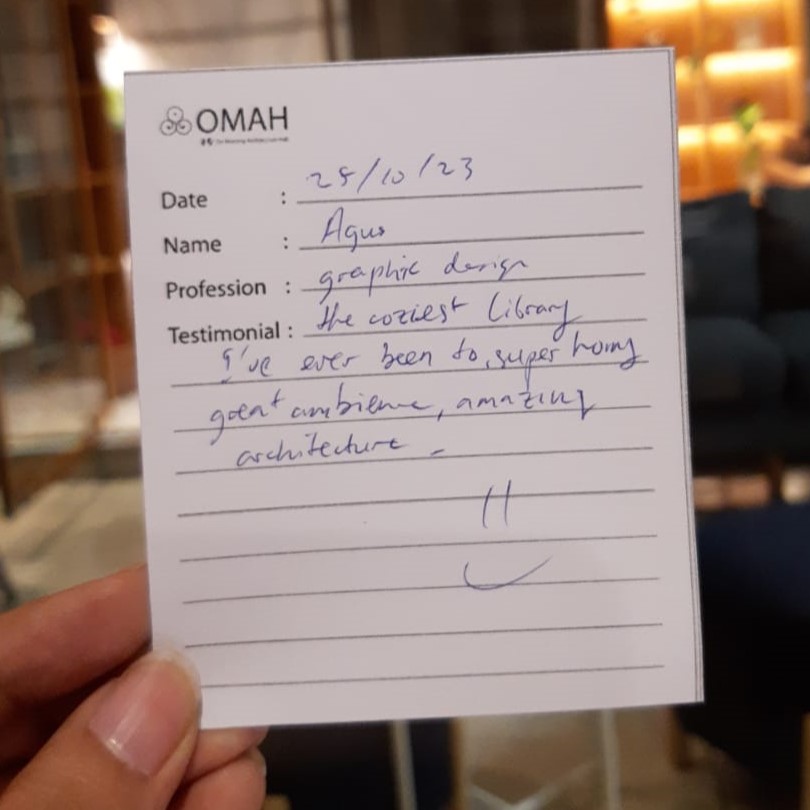 OMAH
Date : 25/10/23
Name : Agus
Profession : graphic design
Testimonial : the coziest library
I've ever been to, super homy
great ambience, amazing
architecture -